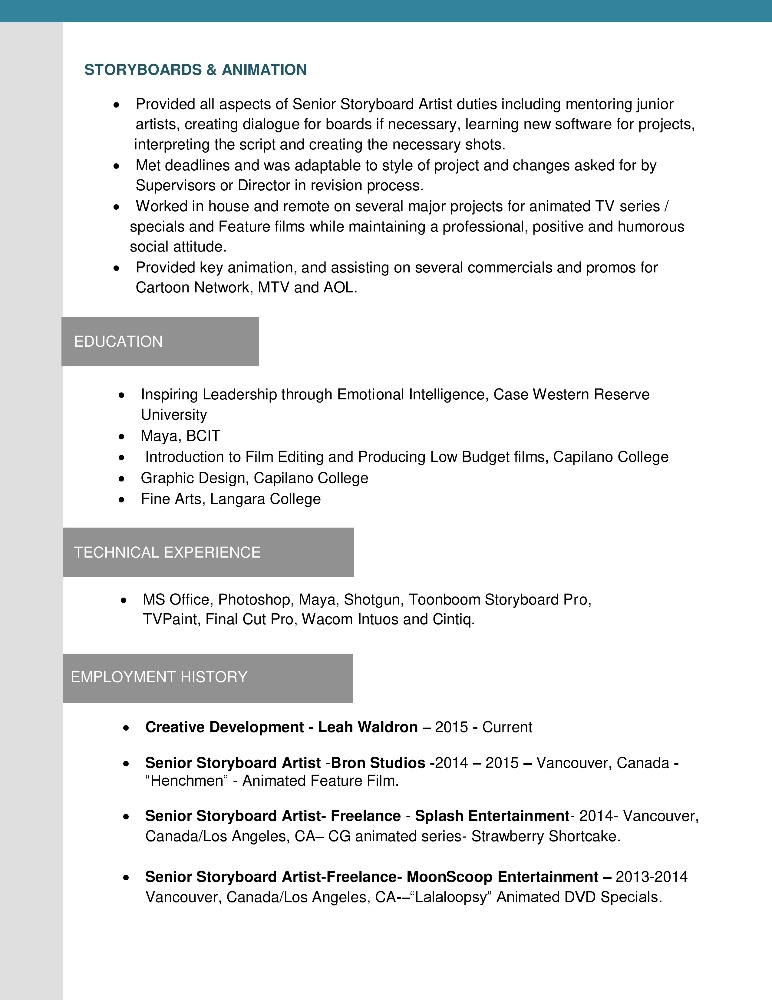 STORYBOARDS & ANIMATION
• Provided all aspects of Senior Storyboard Artist duties including mentoring junior
artists, creating dialogue for boards if necessary, learning new software for projects,
interpreting the script and creating the necessary shots.
• Met deadlines and was adaptable to style of project and changes asked for by
Supervisors or Director in revision process.
• Worked in house and remote on several major projects for animated TV series /
specials and Feature films while maintaining a professional, positive and humorous
social attitude.
• Provided key animation, and assisting on several commercials and promos for
Cartoon Network, MTV and AOL.
EDUCATION
• Inspiring Leadership through Emotional Intelligence, Case Western Reserve
University
• Maya, BCIT
• Introduction to Film Editing and Producing Low Budget films, Capilano College
• Graphic Design, Capilano College
• Fine Arts, Langara College
TECHNICAL EXPERIENCE
• MS Office, Photoshop, Maya, Shotgun, Toonboom Storyboard Pro,
TVPaint, Final Cut Pro, Wacom Intuos and Cintiq.
EMPLOYMENT HISTORY
• Creative Development - Leah Waldron – 2015 - Current
• Senior Storyboard Artist -Bron Studios -2014 – 2015 – Vancouver, Canada -
"Henchmen" - Animated Feature Film.
• Senior Storyboard Artist- Freelance - Splash Entertainment- 2014- Vancouver,
Canada/Los Angeles, CA– CG animated series- Strawberry Shortcake.
• Senior Storyboard Artist-Freelance- MoonScoop Entertainment – 2013-2014
Vancouver, Canada/Los Angeles, CA-–“Lalaloopsy” Animated DVD Specials.